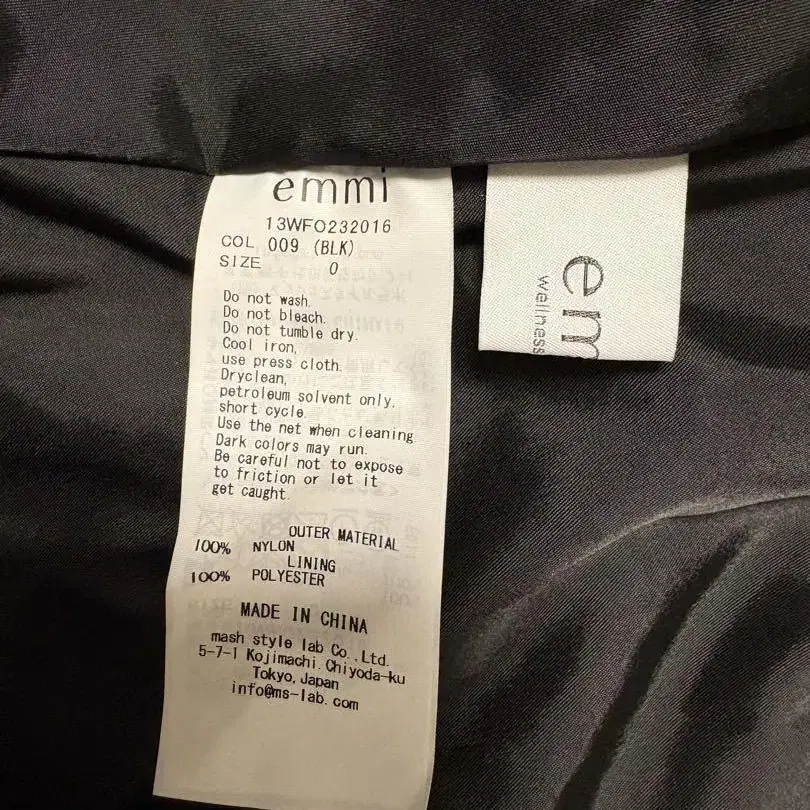 emmi
13WFO232016
COL 009 (BLK)
SIZE 0
Do not wash.
Do not bleach.
Do not tumble dry.
Cool iron,
use press cloth.
Dryclean,
petroleum solvent only,
short cycle.
Use the net when cleaning.
Dark colors may run.
Be careful not to expose
to friction or let it
get caught.
OUTER MATERIAL
100% NYLON
LINING
100% POLYESTER
MADE IN CHINA
mash style lab Co.,Ltd.
5-7-1 Kojimachi.Chiyoda-ku
Tokyo,Japan
info@ms-lab.com
em
wellness